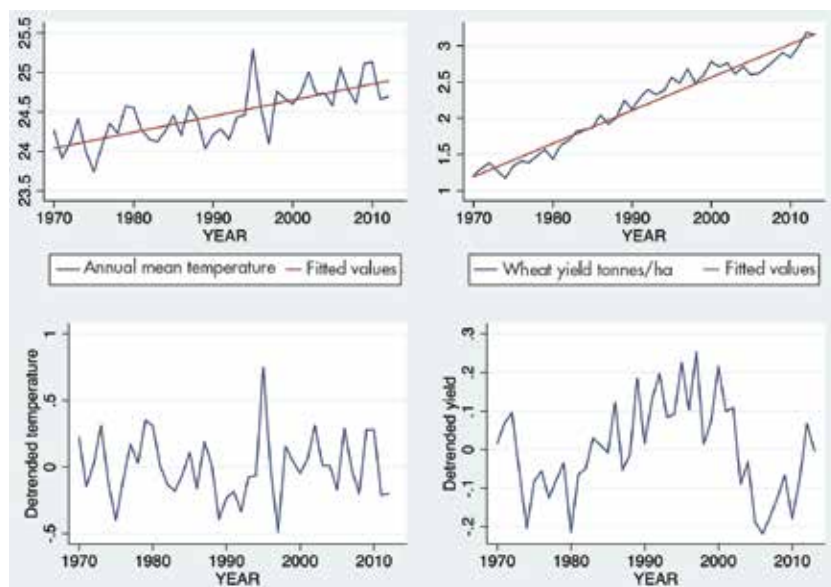 25.5
25
24.5
24
23.5
1970 1980 1990 2000 2010
YEAR
Annual mean temperature Fitted values
3
2.5
2
1.5
1
1970 1980 1990 2000 2010
YEAR
Wheat yield tonnes/ha Fitted values
Detrended temperature
1
.5
0
-.5
1970 1980 1990 2000 2010
YEAR
Detrended yield
.3
.2
.1
0
-.1
-.2
1970 1980 1990 2000 2010
YEAR